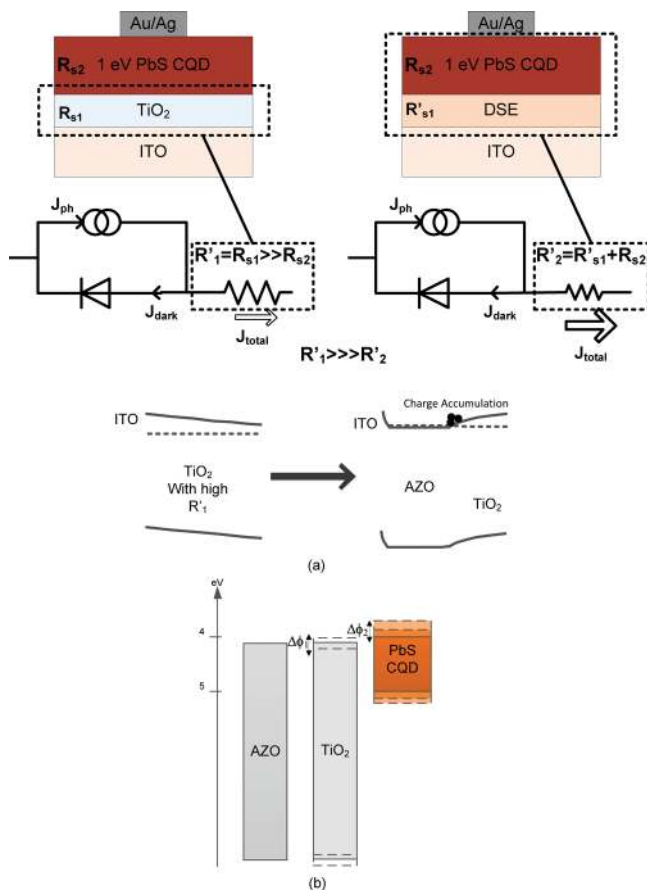 Au/Ag
Rs2 1 eV PbS CQD
Rs1 TiO2
ITO
Jph
R'1=Rs1>>Rs2
Jdark
Jtotal
Au/Ag
Rs2 1 eV PbS CQD
R's1 DSE
ITO
Jph
R'2=R's1+Rs2
Jdark
Jtotal
R'1>>>R'2
ITO
TiO2
With high
R'1
Charge Accumulation
ITO
AZO
TiO2
(a)
eV
4
5
AZO
Δϕ1
TiO2
Δϕ2
PbS
CQD
(b)